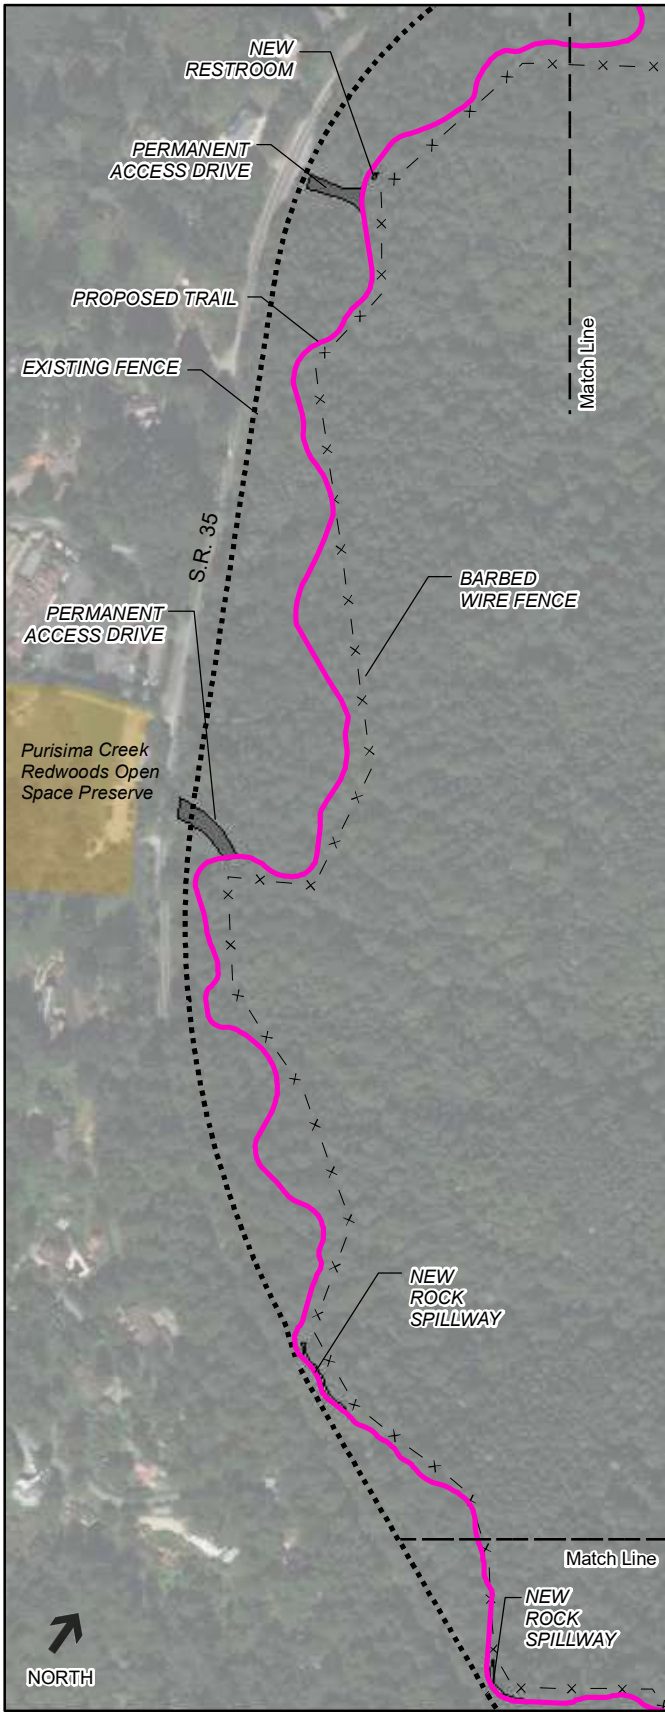 NEW
RESTROOM
PERMANENT
ACCESS DRIVE
PROPOSED TRAIL
EXISTING FENCE
Match Line
S.R. 35
BARBED
WIRE FENCE
PERMANENT
ACCESS DRIVE
Purisima Creek
Redwoods Open
Space Preserve
NEW
ROCK
SPILLWAY
Match Line
NEW
ROCK
SPILLWAY
NORTH